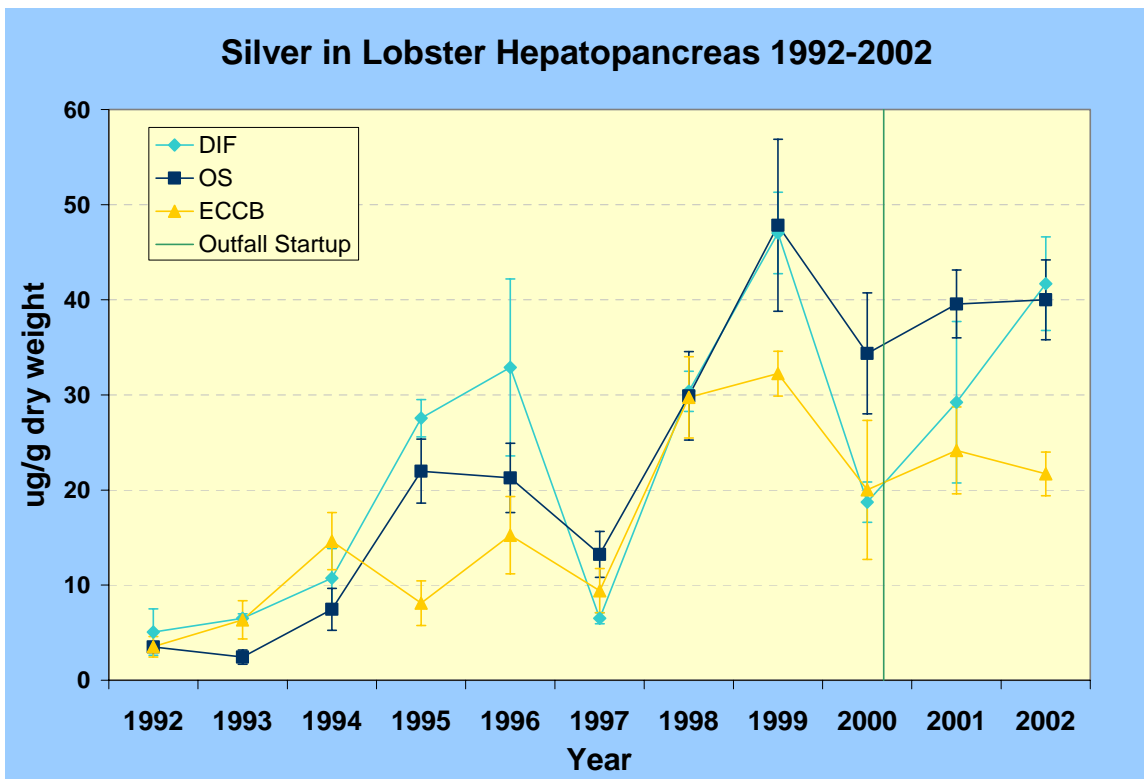 Silver in Lobster Hepatopancreas 1992-2002
60
50
40
30
20
10
0
ug/g dry weight
DIF
OS
ECCB
Outfall Startup
1992 1993 1994 1995 1996 1997 1998 1999 2000 2001 2002
Year